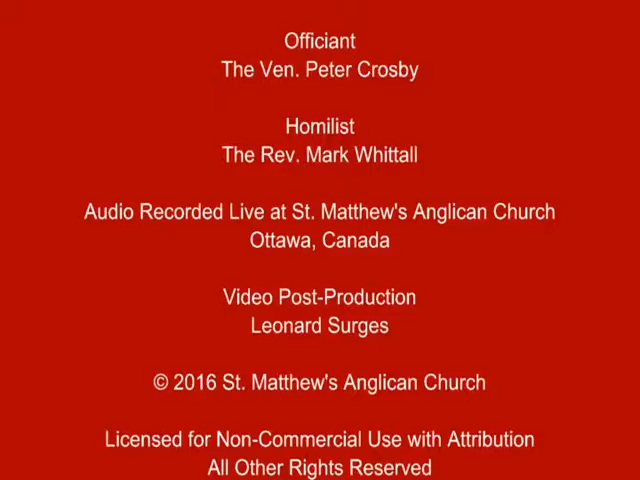 Officiant
The Ven. Peter Crosby
Homilist
The Rev. Mark Whittall
Audio Recorded Live at St. Matthew's Anglican Church
Ottawa, Canada
Video Post-Production
Leonard Surges
© 2016 St. Matthew's Anglican Church
Licensed for Non-Commercial Use with Attribution
All Other Rights Reserved